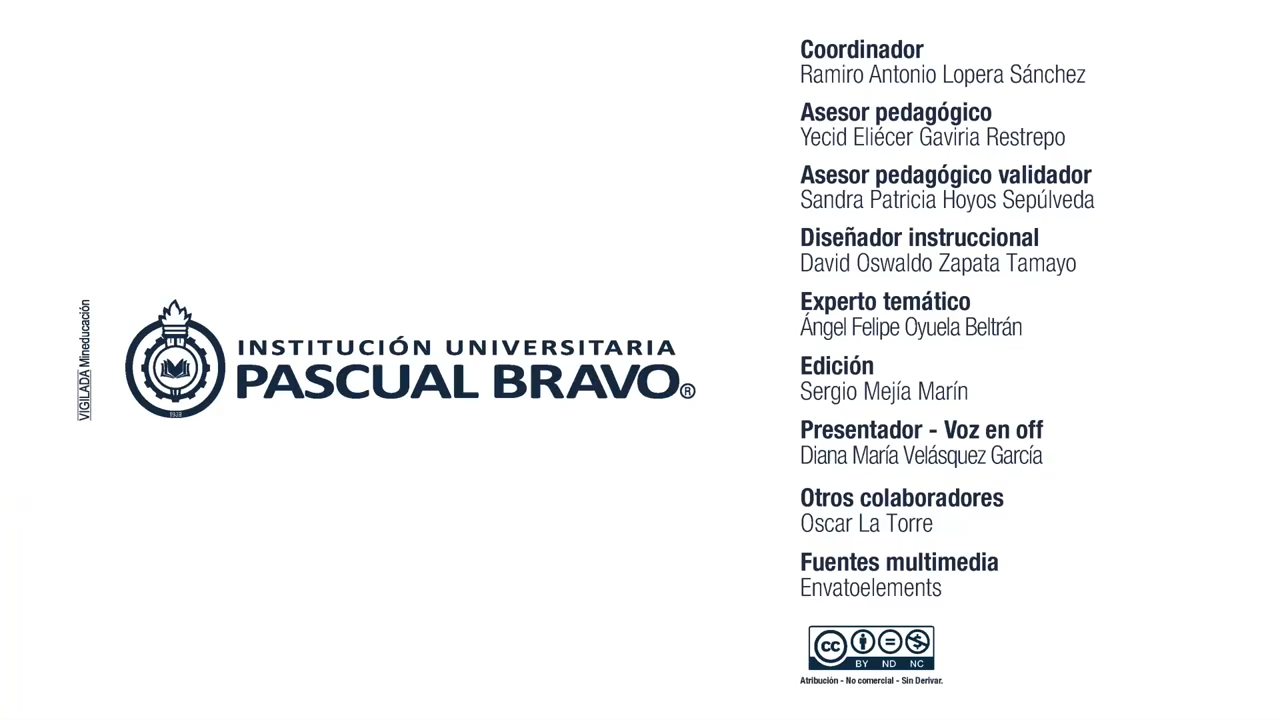 VIGILADA Mineducación
INSTITUCIÓN UNIVERSITARIA
PASCUAL BRAVO®
1938
Coordinador
Ramiro Antonio Lopera Sánchez
Asesor pedagógico
Yecid Eliécer Gaviria Restrepo
Asesor pedagógico validador
Sandra Patricia Hoyos Sepúlveda
Diseñador instruccional
David Oswaldo Zapata Tamayo
Experto temático
Ángel Felipe Oyuela Beltrán
Edición
Sergio Mejía Marín
Presentador - Voz en off
Diana María Velásquez García
Otros colaboradores
Oscar La Torre
Fuentes multimedia
Envatoelements
cc
BY ND NC
Atribución - No comercial - Sin Derivar.